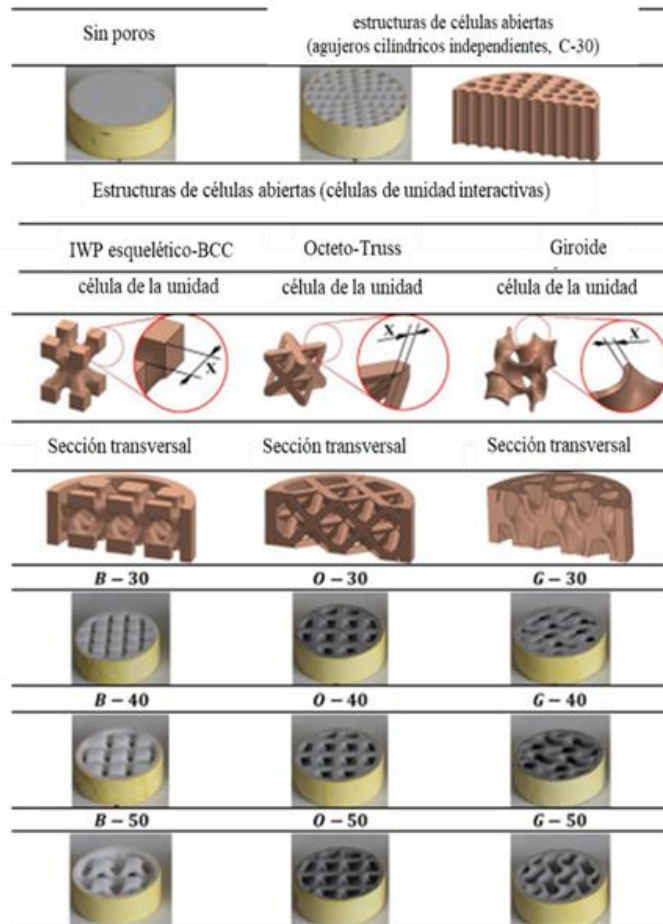 Sin poros
estructuras de células abiertas
(agujeros cilíndricos independientes, C-30)
Estructuras de células abiertas (células de unidad interactivas)
IWP esquelético-BCC
Octeto-Truss
Giroide
célula de la unidad
célula de la unidad
célula de la unidad
X
X
X
Sección transversal
Sección transversal
Sección transversal
B − 30
O − 30
G − 30
B − 40
O − 40
G − 40
B − 50
O − 50
G − 50